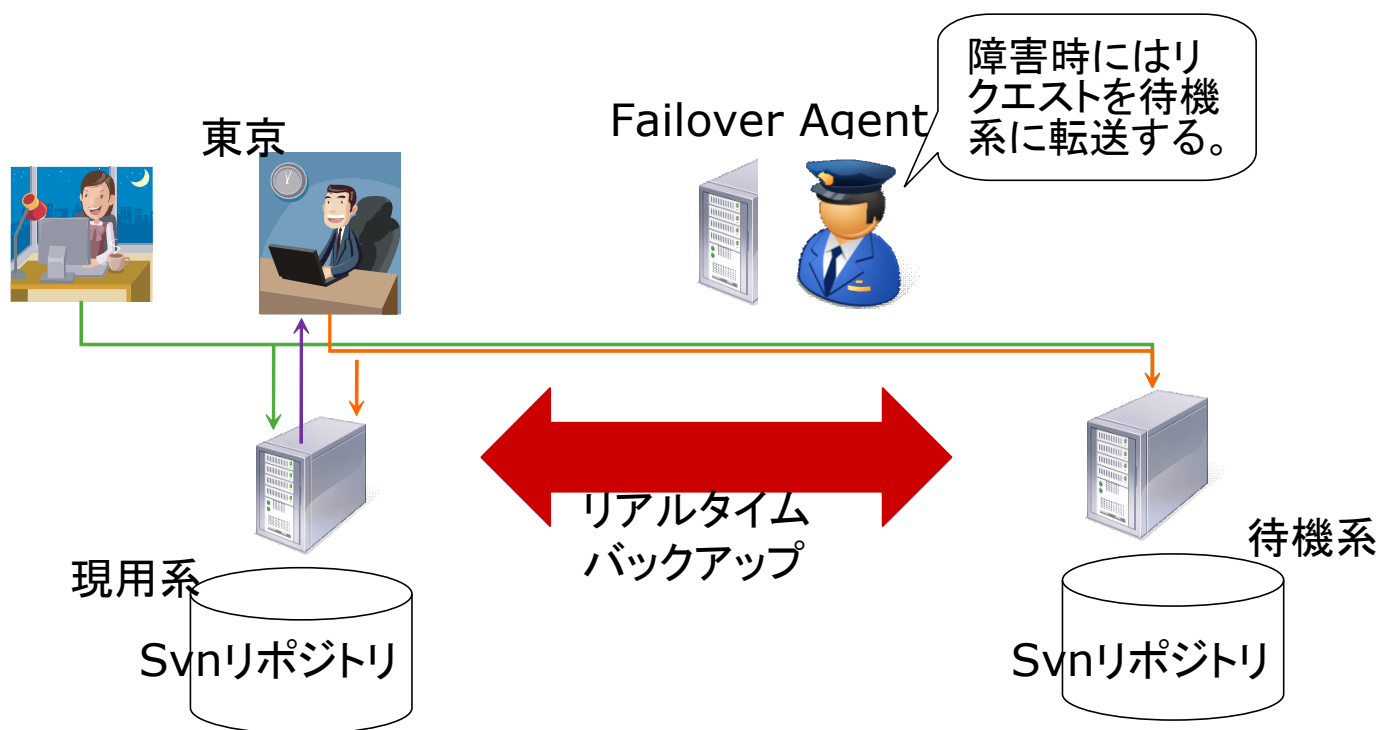 障害時にはリ
クエストを待機
系に転送する。
Failover Agent
東京
リアルタイム
バックアップ
待機系
現用系
Svnリポジトリ
Svnリポジトリ